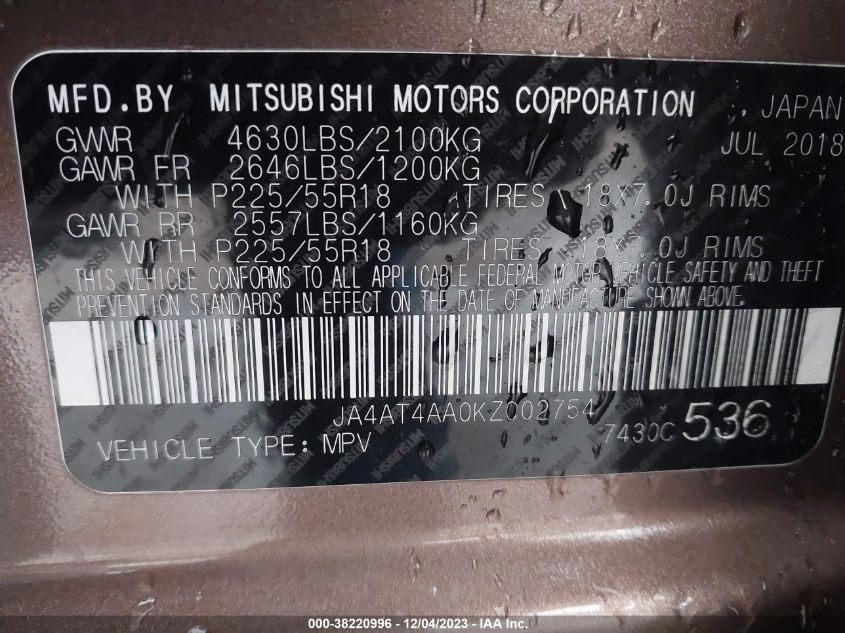 MFD.BY MITSUBISHI MOTORS CORPORATION , JAPAN
GVWR 4630LBS/2100KG JUL 2018
GAWR FR 2646LBS/1200KG
WITH P225/55R18 TIRES, 18X7.0J RIMS
GAWR RR 2557LBS/1160KG
WITH P225/55R18 TIRES, 18X7.0J RIMS
THIS VEHICLE CONFORMS TO ALL APPLICABLE FEDERAL MOTOR VEHICLE SAFETY AND THEFT
PREVENTION STANDARDS IN EFFECT ON THE DATE OF MANUFACTURE SHOWN ABOVE.
JA4AT4AA0KZ002754
VEHICLE TYPE: MPV 7430C 536
000-38220996 - 12/04/2023 - IAA Inc.